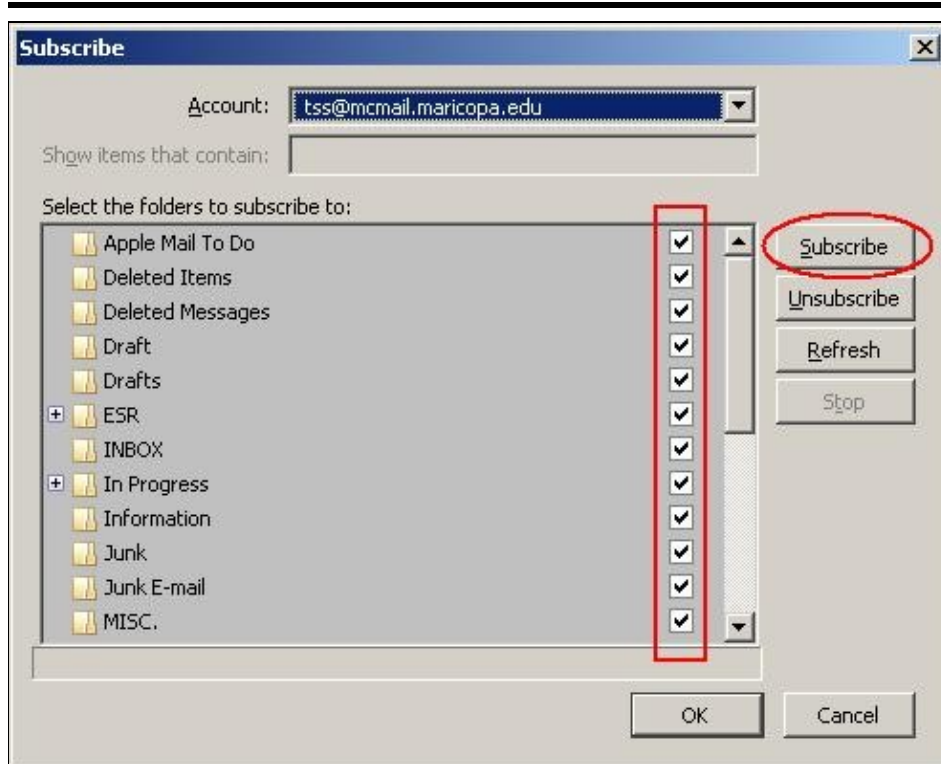 Subscribe
Account: tss@mcmail.maricopa.edu
Show items that contain:
Select the folders to subscribe to:
Apple Mail To Do
Deleted Items
Deleted Messages
Draft
Drafts
ESR
INBOX
In Progress
Information
Junk
Junk E-mail
MISC.
Subscribe
Unsubscribe
Refresh
Stop
OK
Cancel